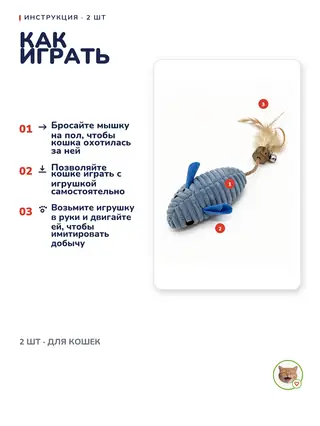 ИНСТРУКЦИЯ · 2 ШТ
КАК
ИГРАТЬ
01 → Бросайте мышку
на пол, чтобы
кошка охотилась
за ней
02 Позволяйте
кошке играть с
игрушкой
самостоятельно
03 Возьмите игрушку
в руки и двигайте
ей, чтобы
имитировать
добычу
3
1
2
2 ШТ · ДЛЯ КОШЕК